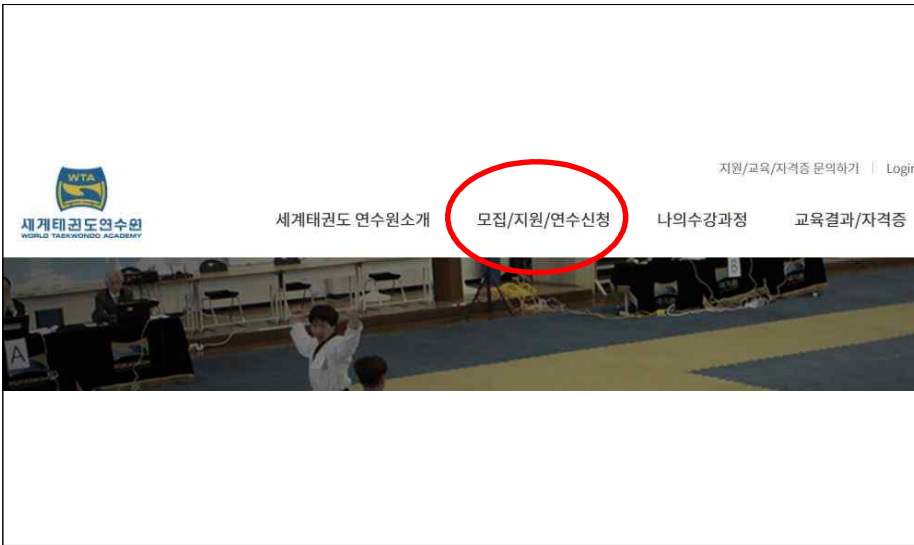 지원/교육/자격증 문의하기 Login
WTA
세계태권도연수원
WORLD TAEKWONDO ACADEMY
세계태권도 연수원소개 모집/지원/연수신청 나의수강과정 교육결과/자격증
A
B